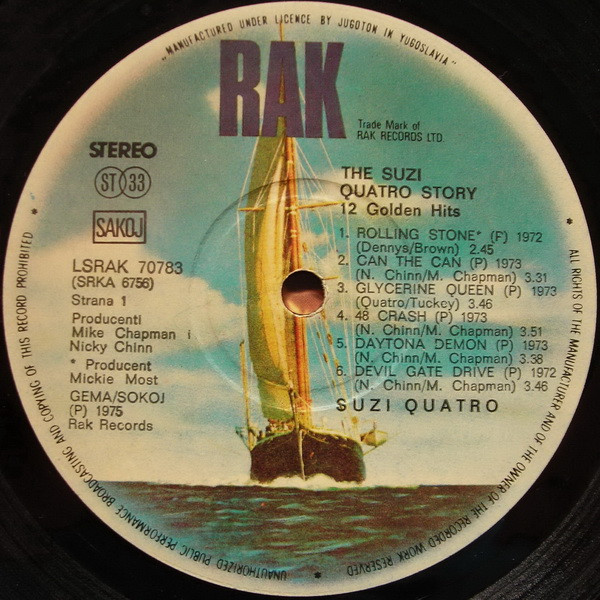 "MANUFACTURED UNDER LICENCE BY JUGOTON IN YUGOSLAVIA"
RAK
Trade Mark of
RAK RECORDS LTD.
STEREO
ST 33
SAKOJ
LSRAK 70783
(SRKA 6756)
Strana 1
Producenti
Mike Chapman i
Nicky Chinn
* Producent
Mickie Most
GEMA/SOKOJ
(P) 1975
Rak Records
THE SUZI
QUATRO STORY
12 Golden Hits
1. ROLLING STONE* (F) 1972
(Dennys/Brown) 2.45
2. CAN THE CAN (P) 1973
(N. Chinn/M. Chapman) 3.31
3. GLYCERINE QUEEN (P) 1973
(Quatro/Tuckey) 3.46
4. 48 CRASH (P) 1973
(N. Chinn/M. Chapman) 3.51
5. DAYTONA DEMON (P) 1973
(N. Chinn/M. Chapman) 3.38
6. DEVIL GATE DRIVE (P) 1972
(N. Chinn/M. Chapman) 3.46
SUZI QUATRO
* ALL RIGHTS OF THE MANUFACTURER AND OF THE OWNER OF THE RECORDED WORK RESERVED
* UNAUTHORIZED PUBLIC PERFORMANCE BROADCASTING AND COPYING OF THIS RECORD PROHIBITED *